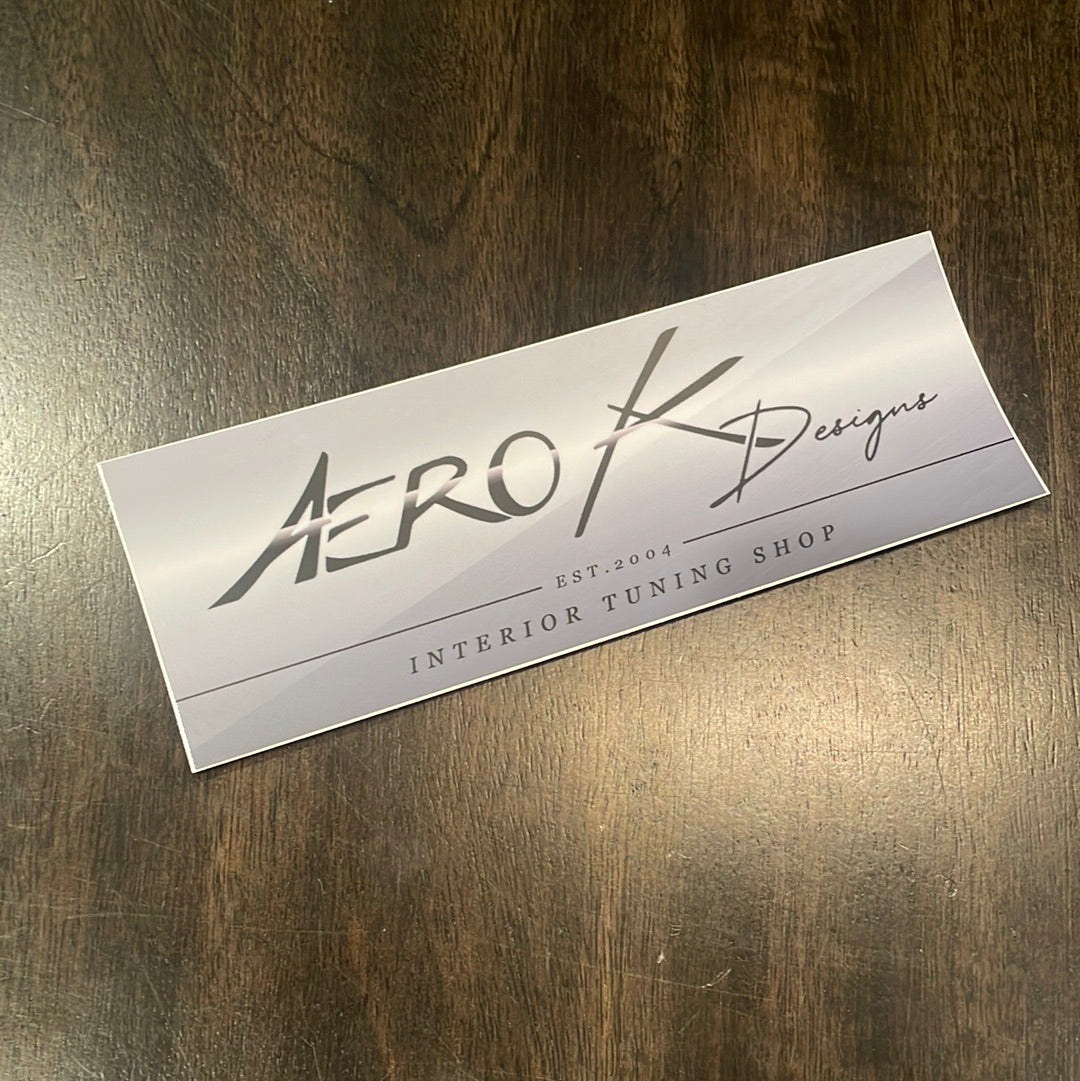 AERO K Designs
EST.2004
INTERIOR TUNING SHOP